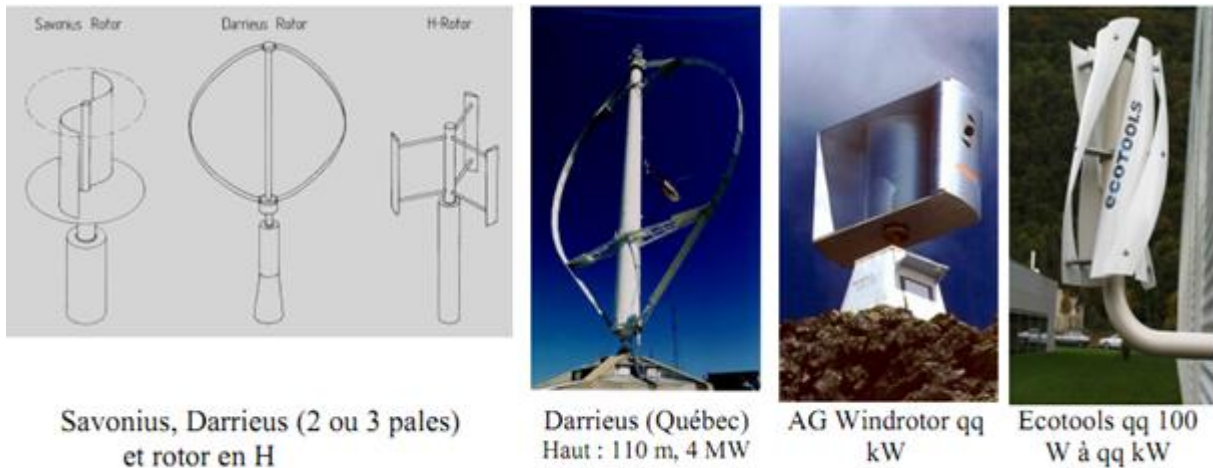 Savonius Rotor
Darrieus Rotor
H-Rotor
ecotools
Savonius, Darrieus (2 ou 3 pales)
et rotor en H
Darrieus (Québec)
Haut : 110 m, 4 MW
AG Windrotor qq
kW
Ecotools qq 100
W à qq kW